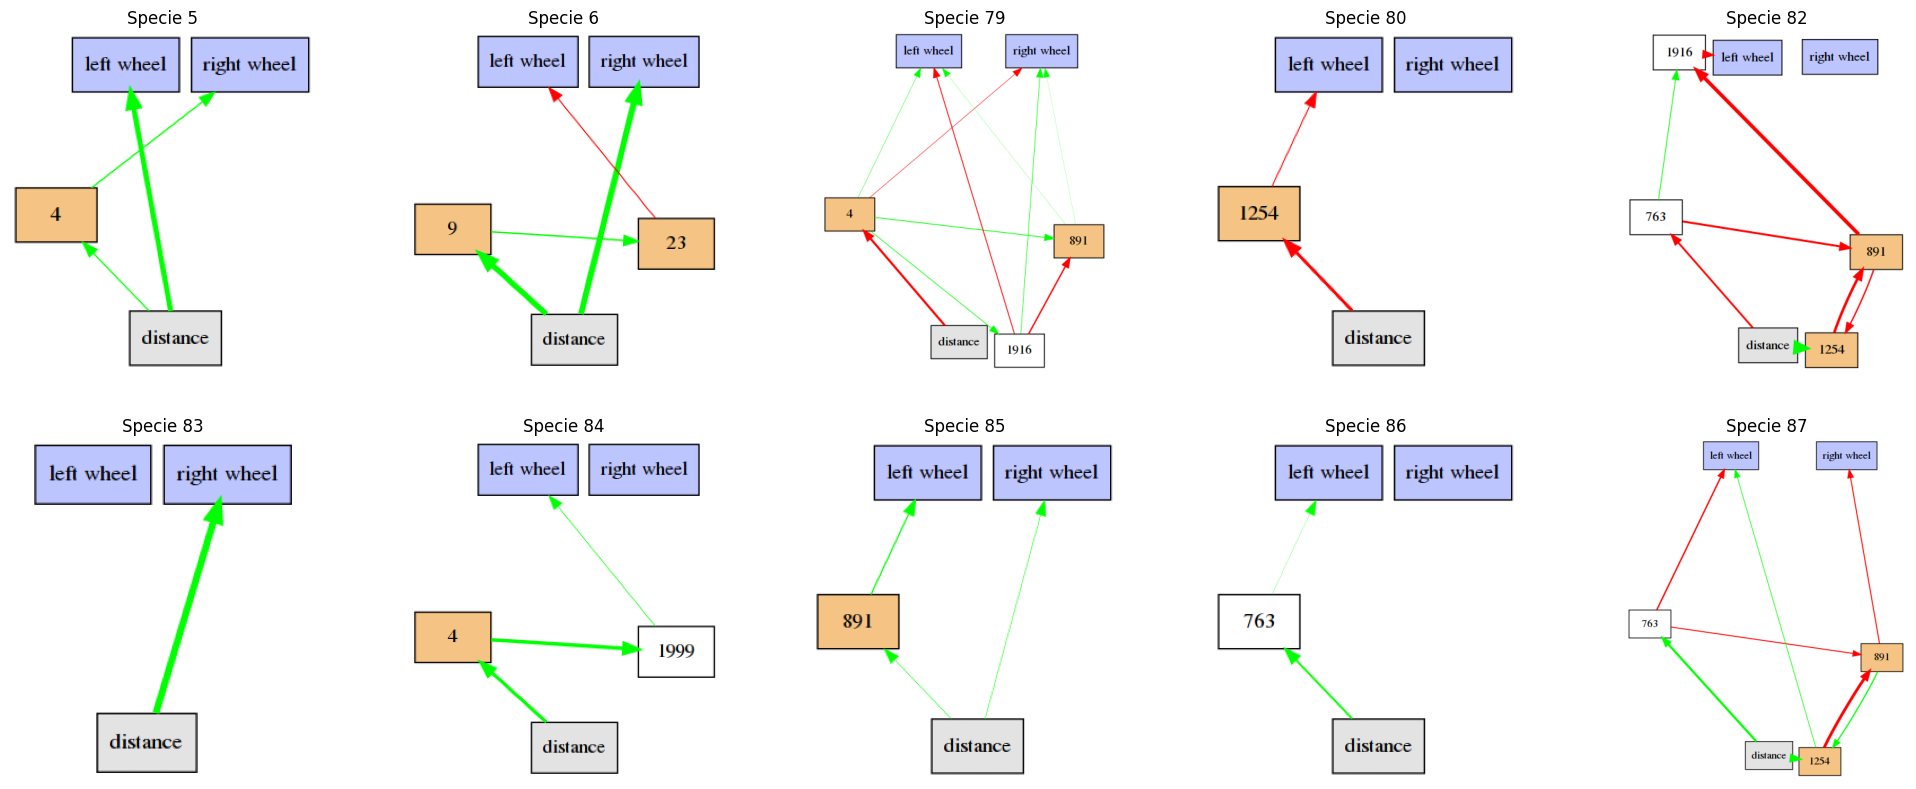 Specie 5
left wheel
right wheel
4
distance
Specie 6
left wheel
right wheel
9
23
distance
Specie 79
left wheel
right wheel
4
891
distance
1916
Specie 80
left wheel
right wheel
1254
distance
Specie 82
1916
left wheel
right wheel
763
891
distance
1254
Specie 83
left wheel
right wheel
distance
Specie 84
left wheel
right wheel
4
1999
distance
Specie 85
left wheel
right wheel
891
distance
Specie 86
left wheel
right wheel
763
distance
Specie 87
left wheel
right wheel
763
891
distance
1254